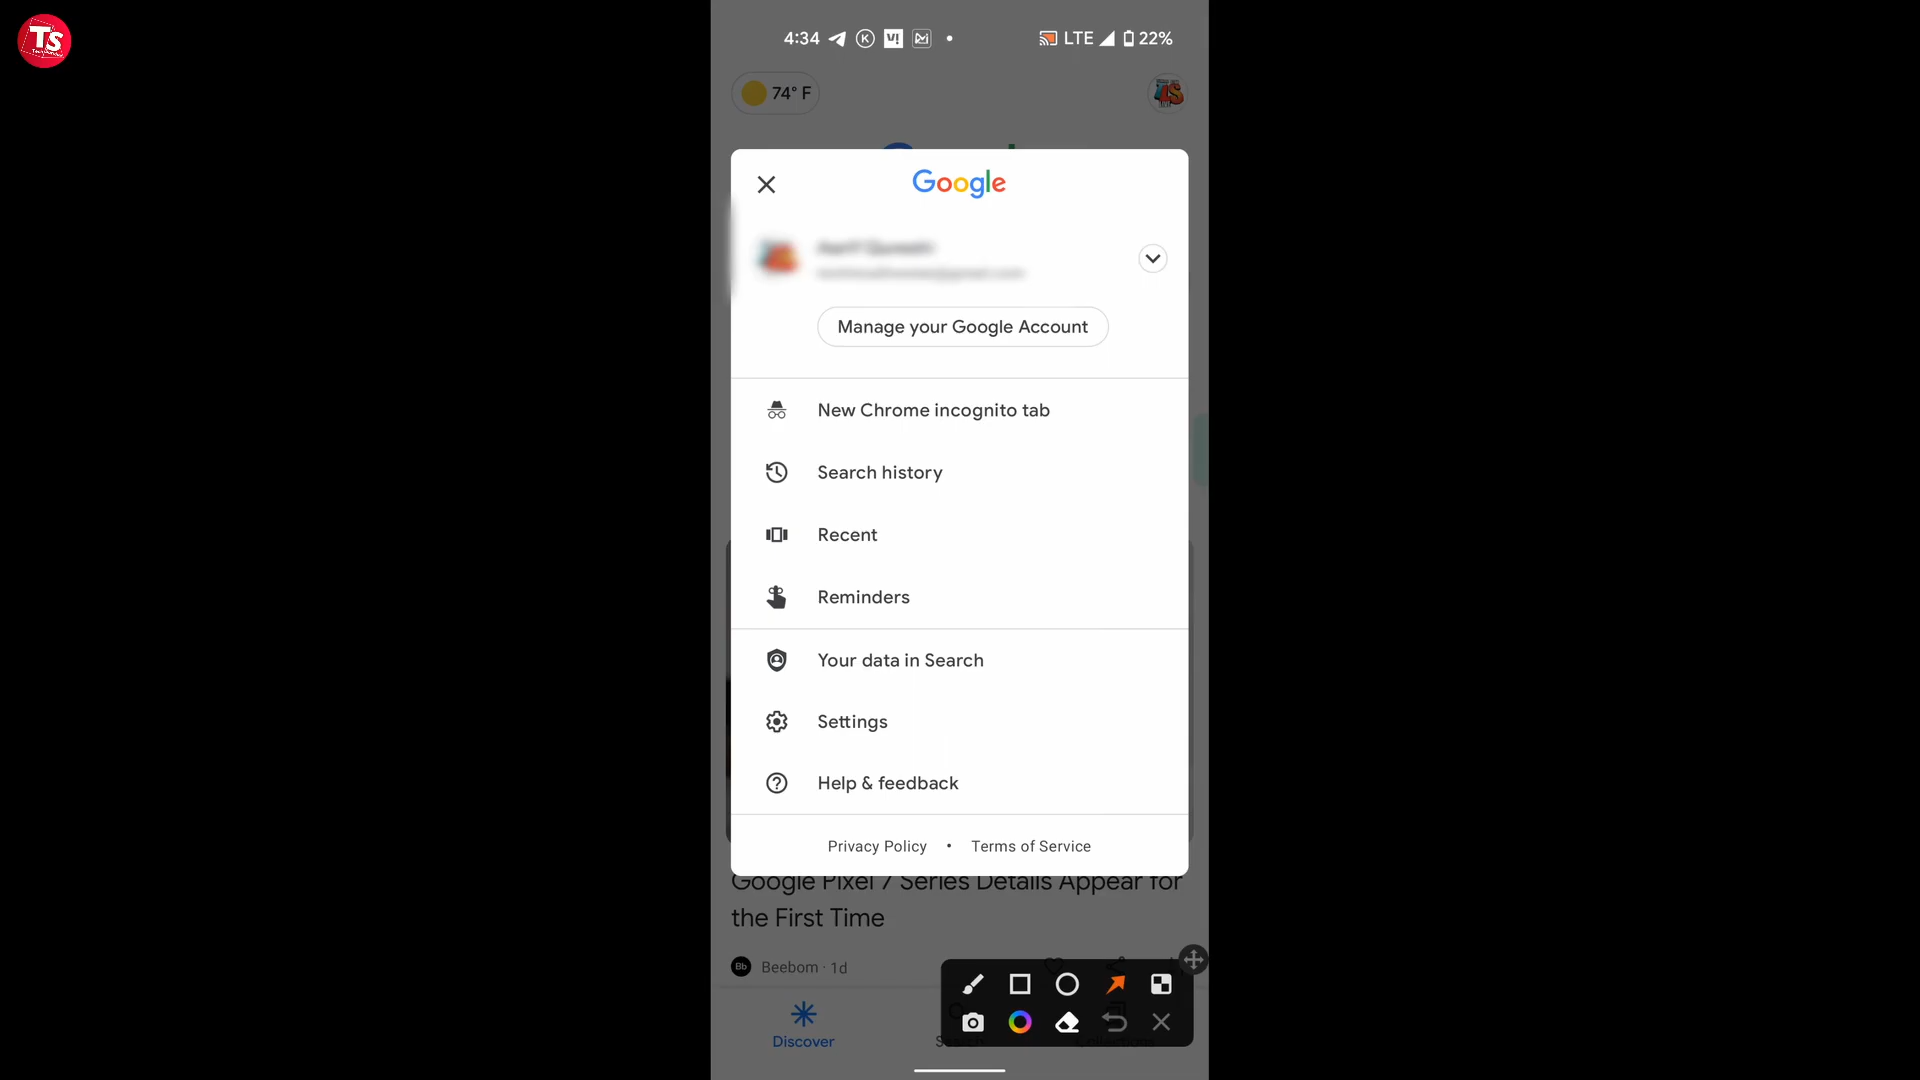 TS
4:34
LTE 22%
74° F
Google
Manage your Google Account
New Chrome incognito tab
Search history
Recent
Reminders
Your data in Search
Settings
Help & feedback
Privacy Policy • Terms of Service
Google Pixel 7 Series Details Appear for
the First Time
Bb Beebom · 1d
Discover